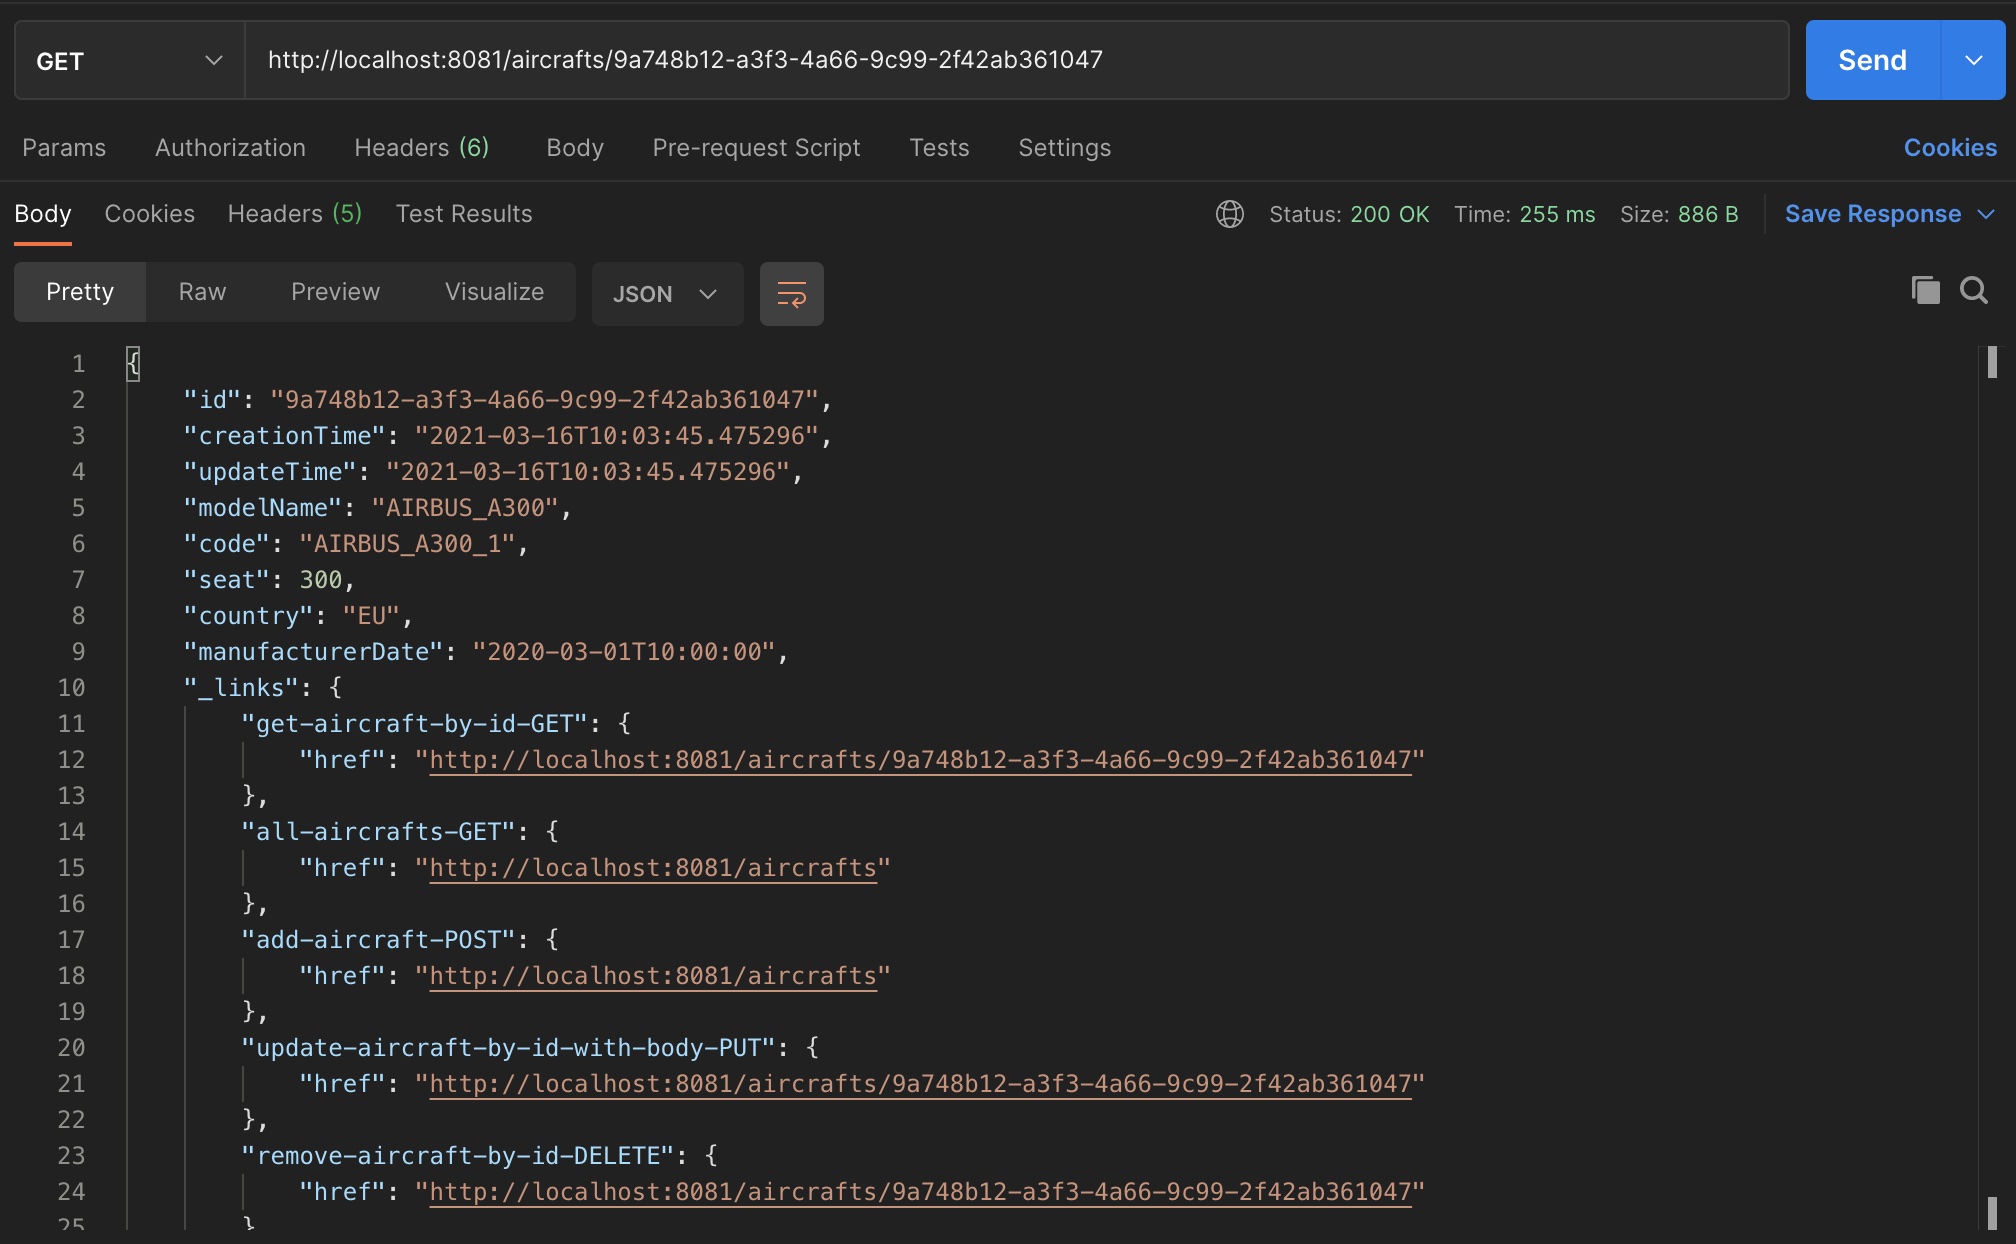 GET http://localhost:8081/aircrafts/9a748b12-a3f3-4a66-9c99-2f42ab361047 Send
Params Authorization Headers (6) Body Pre-request Script Tests Settings Cookies
Body Cookies Headers (5) Test Results Status: 200 OK Time: 255 ms Size: 886 B Save Response
Pretty Raw Preview Visualize JSON
1 {
2 "id": "9a748b12-a3f3-4a66-9c99-2f42ab361047",
3 "creationTime": "2021-03-16T10:03:45.475296",
4 "updateTime": "2021-03-16T10:03:45.475296",
5 "modelName": "AIRBUS_A300",
6 "code": "AIRBUS_A300_1",
7 "seat": 300,
8 "country": "EU",
9 "manufacturerDate": "2020-03-01T10:00:00",
10 "_links": {
11 "get-aircraft-by-id-GET": {
12 "href": "http://localhost:8081/aircrafts/9a748b12-a3f3-4a66-9c99-2f42ab361047"
13 },
14 "all-aircrafts-GET": {
15 "href": "http://localhost:8081/aircrafts"
16 },
17 "add-aircraft-POST": {
18 "href": "http://localhost:8081/aircrafts"
19 },
20 "update-aircraft-by-id-with-body-PUT": {
21 "href": "http://localhost:8081/aircrafts/9a748b12-a3f3-4a66-9c99-2f42ab361047"
22 },
23 "remove-aircraft-by-id-DELETE": {
24 "href": "http://localhost:8081/aircrafts/9a748b12-a3f3-4a66-9c99-2f42ab361047"
25 }